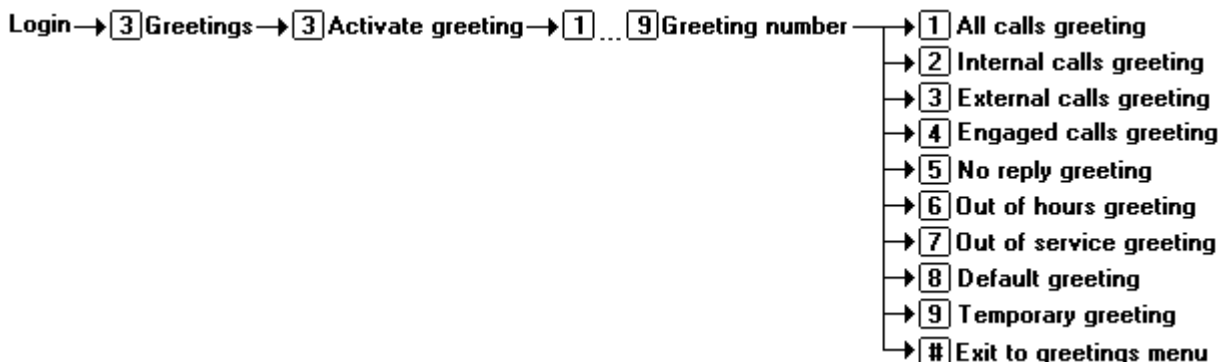 Login 3 Greetings 3 Activate greeting 1 ... 9 Greeting number 1 All calls greeting
2 Internal calls greeting
3 External calls greeting
4 Engaged calls greeting
5 No reply greeting
6 Out of hours greeting
7 Out of service greeting
8 Default greeting
9 Temporary greeting
# Exit to greetings menu